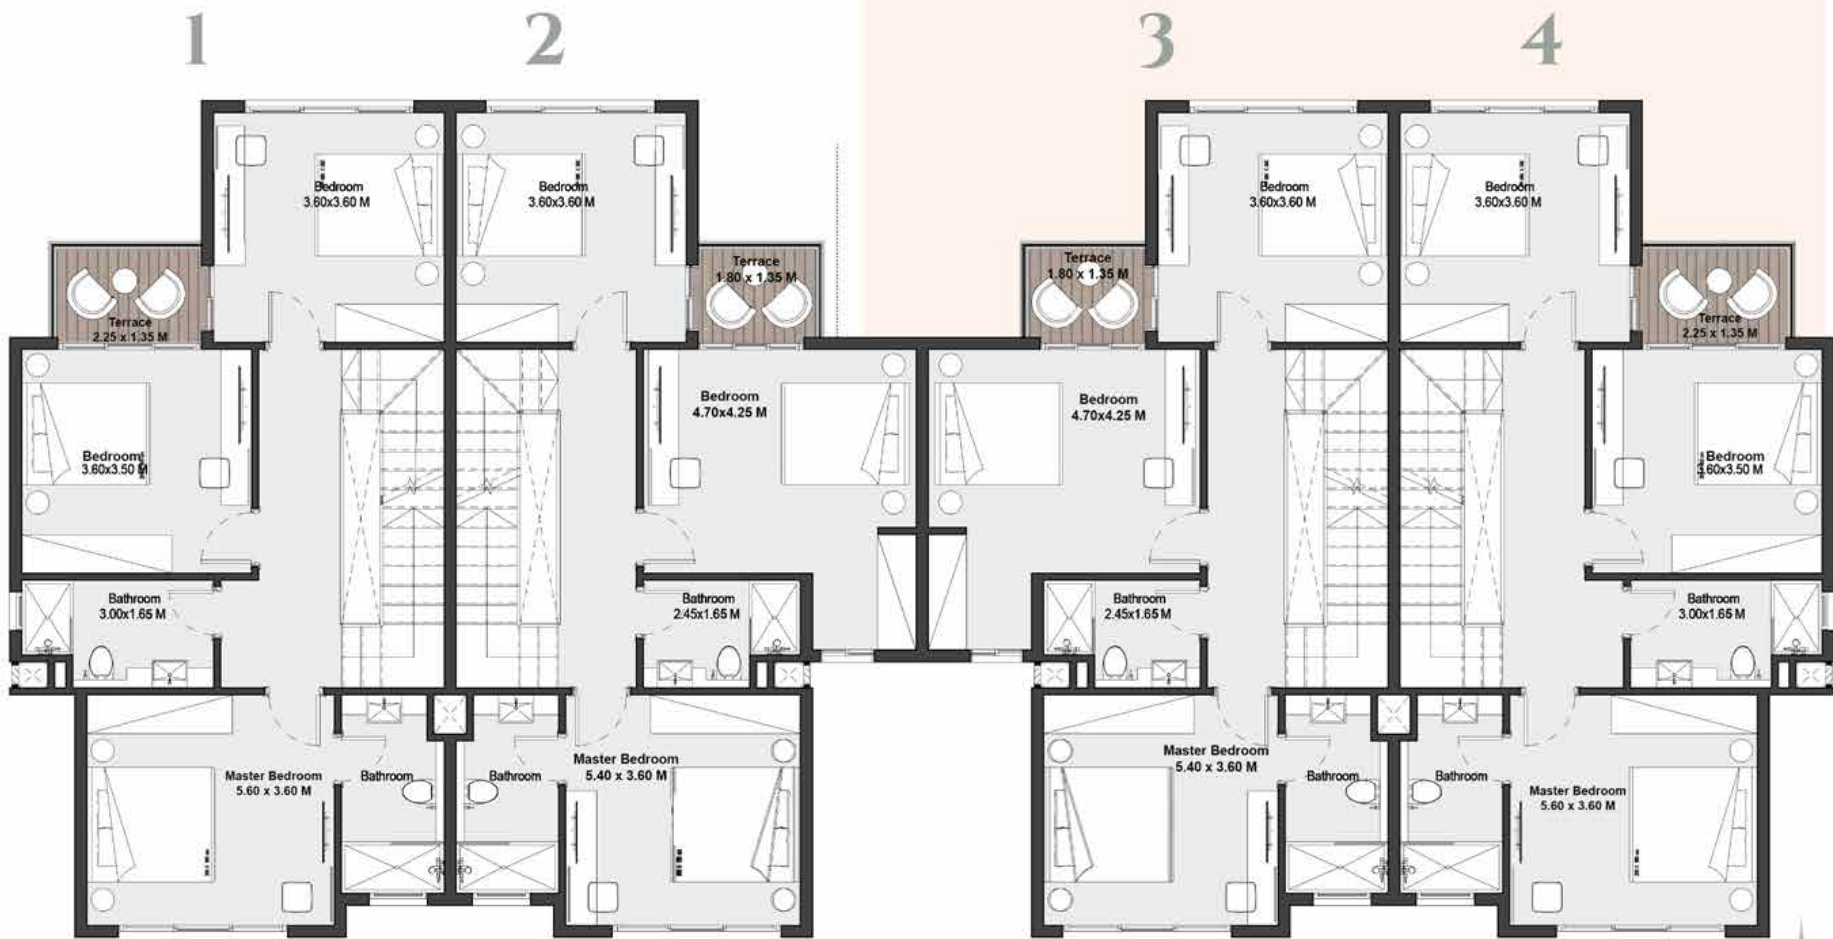 1
2
3
4
Bedroom
3.60x3.60 M
Bedroom
3.60x3.60 M
Bedroom
3.60x3.60 M
Bedroom
3.60x3.60 M
Terrace
2.25 x 1.35 M
Terrace
1.80 x 1.35 M
Terrace
1.80 x 1.35 M
Terrace
2.25 x 1.35 M
Bedroom
3.60x3.50 M
Bedroom
4.70x4.25 M
Bedroom
4.70x4.25 M
Bedroom
3.60x3.50 M
Bathroom
3.00x1.65 M
Bathroom
2.45x1.65 M
Bathroom
2.45x1.65 M
Bathroom
3.00x1.65 M
Master Bedroom
5.60 x 3.60 M
Bathroom
Bathroom
Master Bedroom
5.40 x 3.60 M
Master Bedroom
5.40 x 3.60 M
Bathroom
Bathroom
Master Bedroom
5.60 x 3.60 M